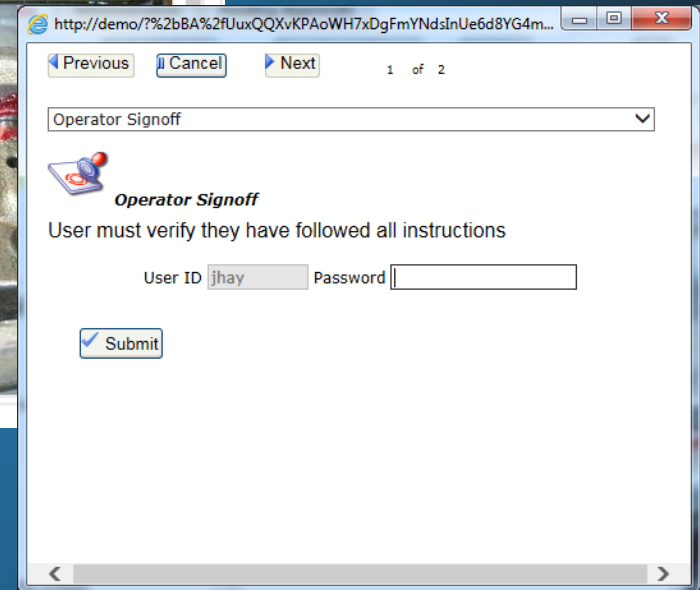 http://demo/?%2bBA%2fUuxQQXvKPAoWH7xDgFmYNdsInUe6d8YG4m...
Previous Cancel Next 1 of 2
Operator Signoff
Operator Signoff
User must verify they have followed all instructions
User ID jhay Password
Submit